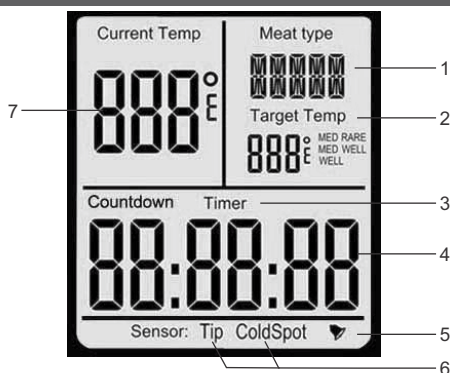 Current Temp
888°
7
Meat type
1
Target Temp
2
888°
MED RARE
MED WELL
WELL
Countdown Timer
3
88:88:88
4
Sensor: Tip ColdSpot
5
6